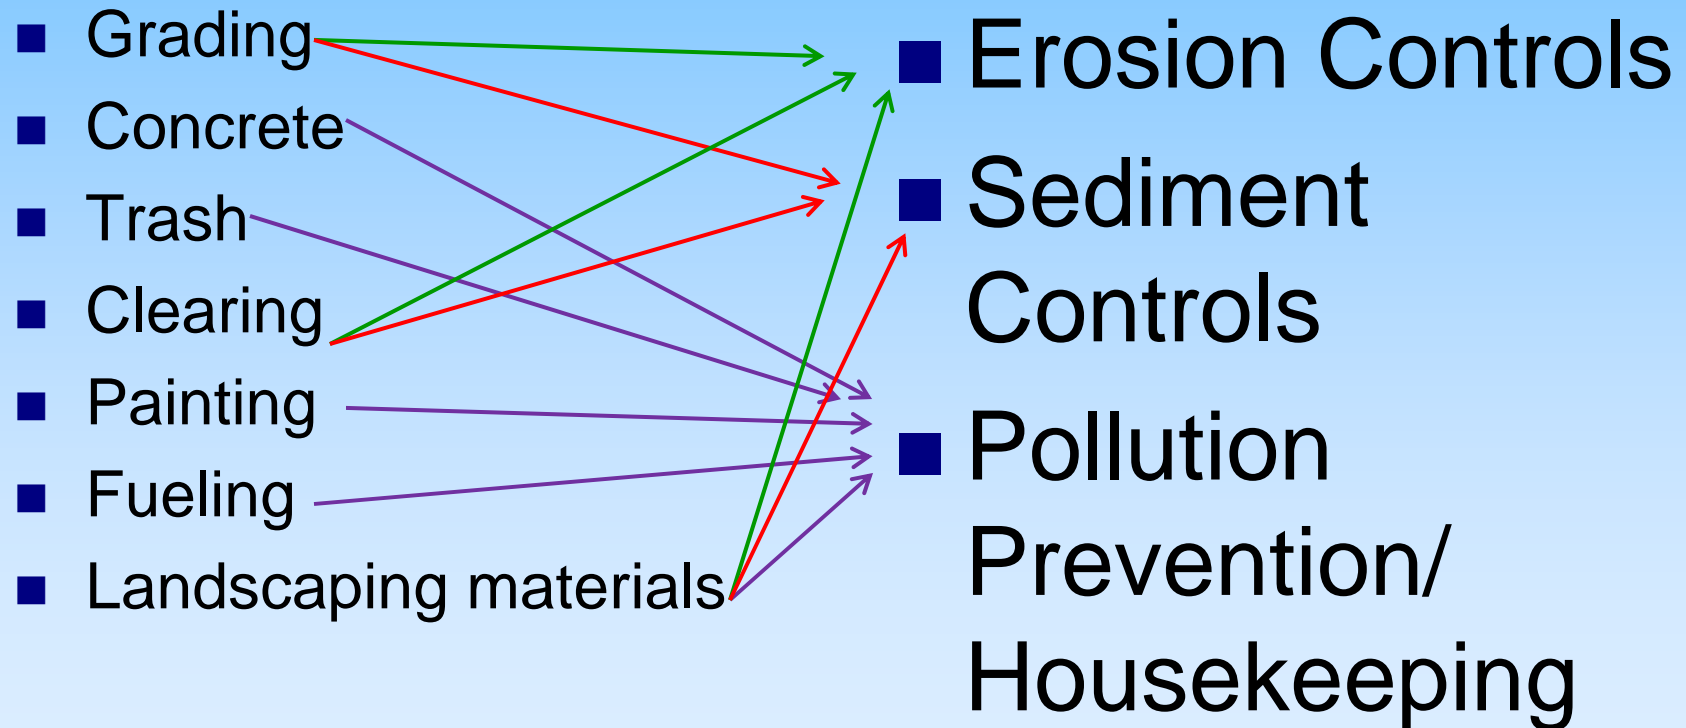 Grading
Concrete
Trash
Clearing
Painting
Fueling
Landscaping materials
Erosion Controls
Sediment
Controls
Pollution
Prevention/
Housekeeping